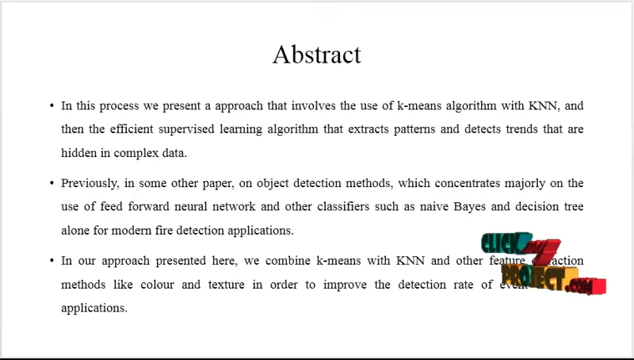 Abstract
• In this process we present a approach that involves the use of k-means algorithm with KNN, and
then the efficient supervised learning algorithm that extracts patterns and detects trends that are
hidden in complex data.
• Previously, in some other paper, on object detection methods, which concentrates majorly on the
use of feed forward neural network and other classifiers such as naive Bayes and decision tree
alone for modern fire detection applications.
• In our approach presented here, we combine k-means with KNN and other feature
methods like colour and texture in order to improve the detection rate of
applications.
CLICK MY
PROJECT.COM